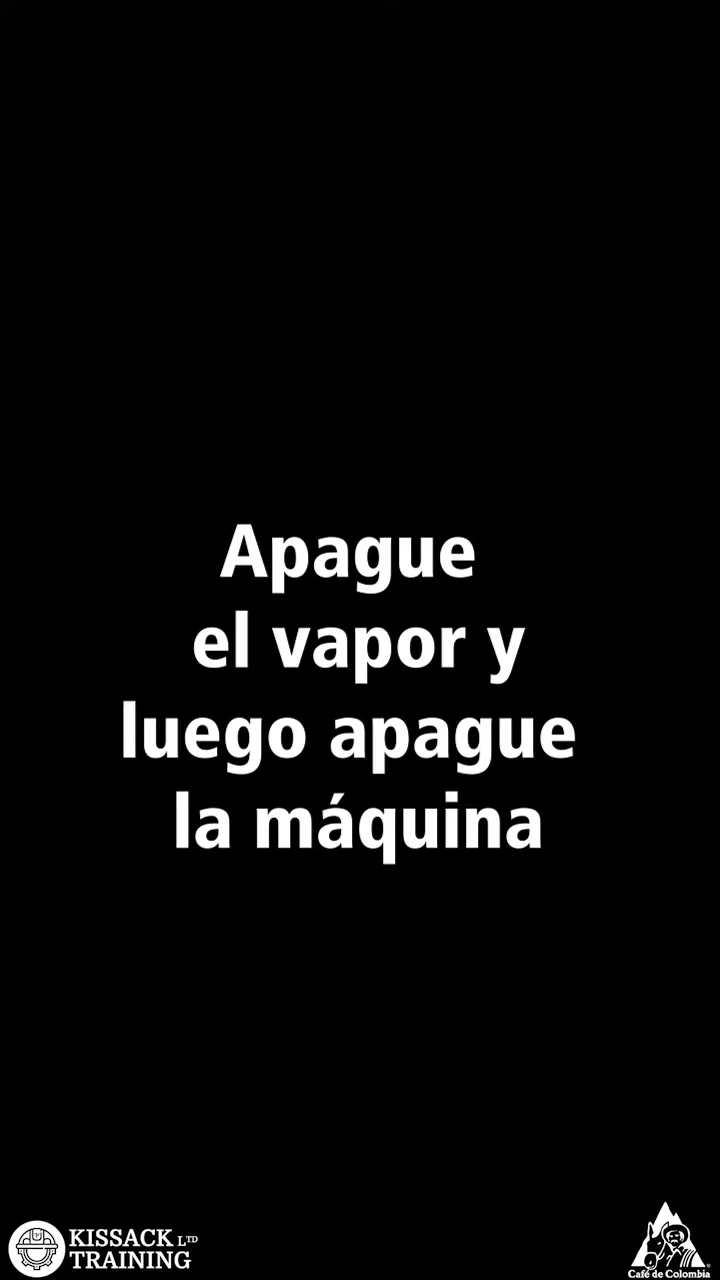 Apague
el vapor y
luego apague
la máquina
KISSACK LTD
TRAINING
Café de Colombia